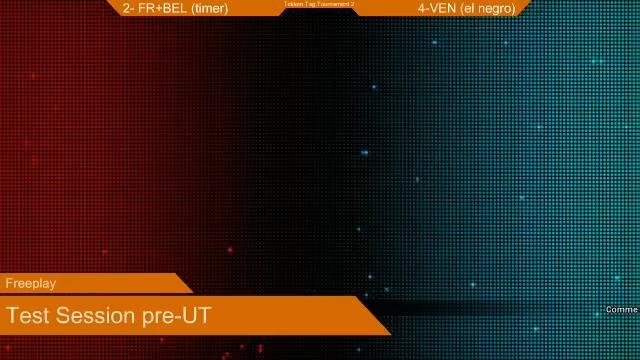 2- FR+BEL (timer)
Tekken Tag Tournament 2
4-VEN (el negro)
Freeplay
Test Session pre-UT
Comme